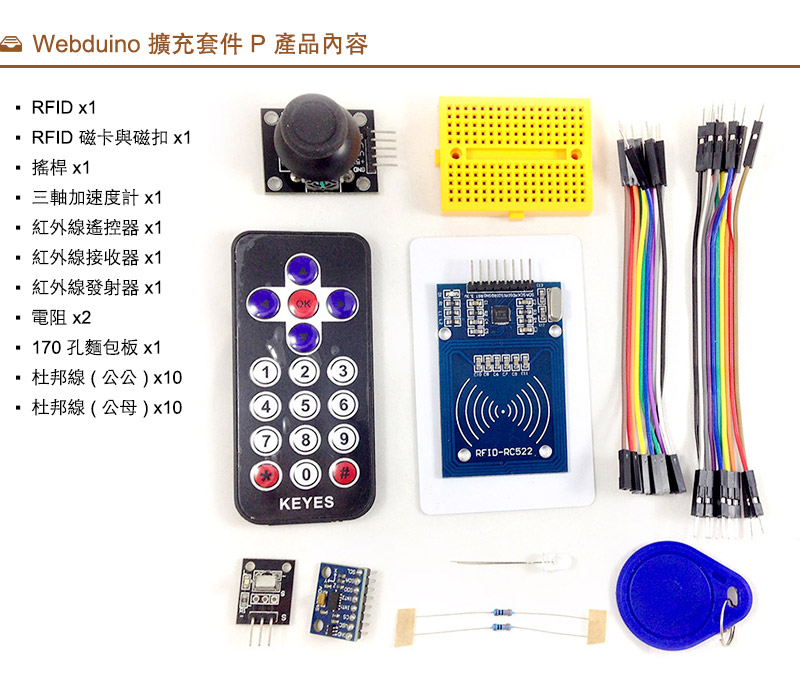 Webduino 擴充套件 P 產品內容
RFID x1
RFID 磁卡與磁扣 x1
搖桿 x1
三軸加速度計 x1
紅外線遙控器 x1
紅外線接收器 x1
紅外線發射器 x1
電阻 x2
170 孔麵包板 x1
杜邦線 ( 公公 ) x10
杜邦線 ( 公母 ) x10
OK
1 2 3
4 5 6
7 8 9
* 0 #
KEYES
RFID-RC522